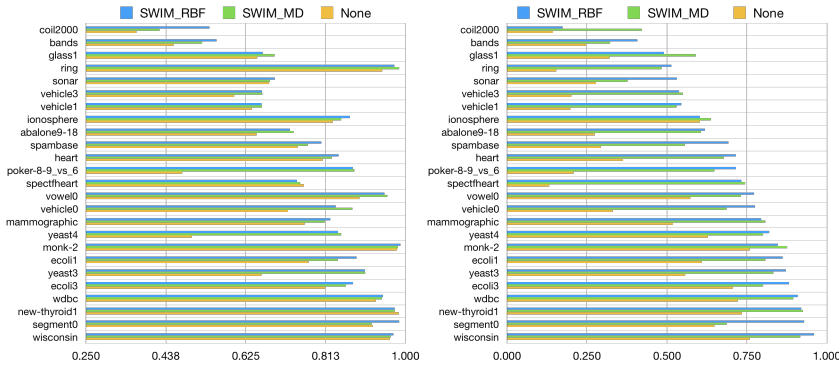 SWIM_RBF SWIM_MD None
coil2000
bands
glass1
ring
sonar
vehicle3
vehicle1
ionosphere
abalone9-18
spambase
heart
poker-8-9_vs_6
spectfheart
vowel0
vehicle0
mammographic
yeast4
monk-2
ecoli1
yeast3
ecoli3
wdbc
new-thyroid1
segment0
wisconsin
0.250 0.438 0.625 0.813 1.000
SWIM_RBF SWIM_MD None
coil2000
bands
glass1
ring
sonar
vehicle3
vehicle1
ionosphere
abalone9-18
spambase
heart
poker-8-9_vs_6
spectfheart
vowel0
vehicle0
mammographic
yeast4
monk-2
ecoli1
yeast3
ecoli3
wdbc
new-thyroid1
segment0
wisconsin
0.000 0.250 0.500 0.750 1.000